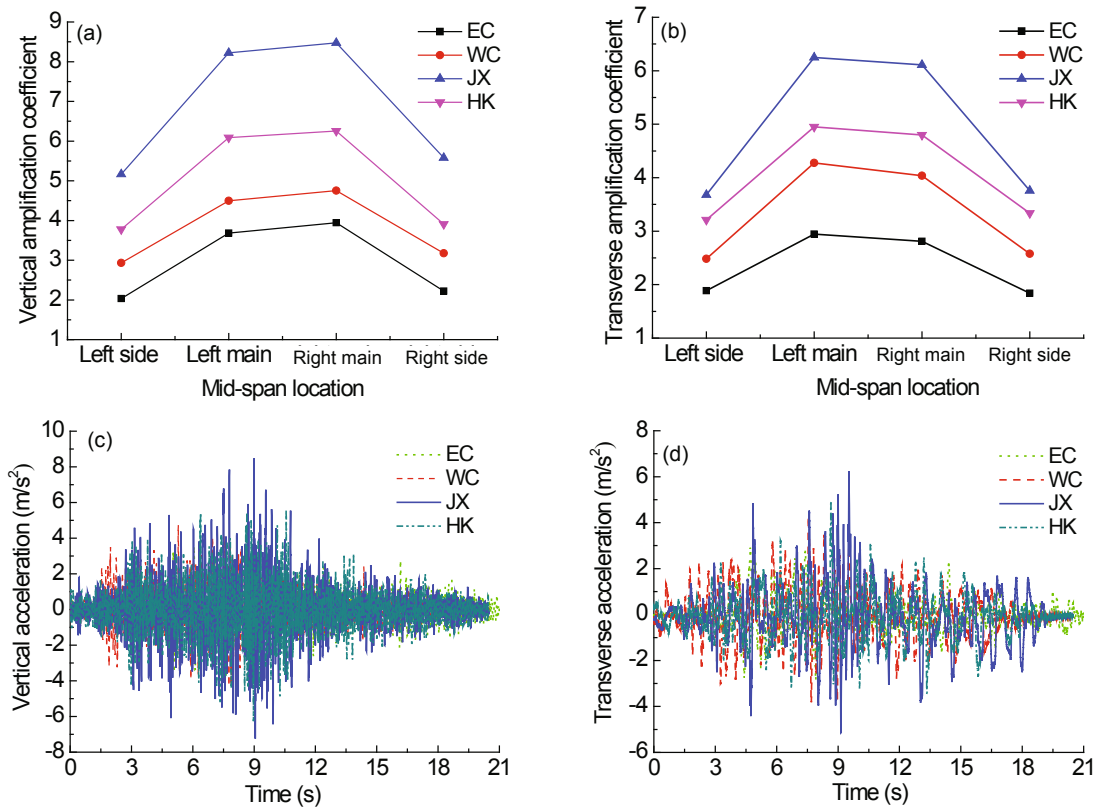 (a)
EC
WC
JX
HK
9
8
7
6
5
4
3
2
1
Vertical amplification coefficient
Left side Left main Right main Right side
Mid-span location
(b)
EC
WC
JX
HK
7
6
5
4
3
2
1
Transverse amplification coefficient
Left side Left main Right main Right side
Mid-span location
(c)
EC
WC
JX
HK
10
8
6
4
2
0
-2
-4
-6
-8
Vertical acceleration (m/s²)
0 3 6 9 12 15 18 21
Time (s)
(d)
EC
WC
JX
HK
8
6
4
2
0
-2
-4
-6
Transverse acceleration (m/s²)
0 3 6 9 12 15 18 21
Time (s)